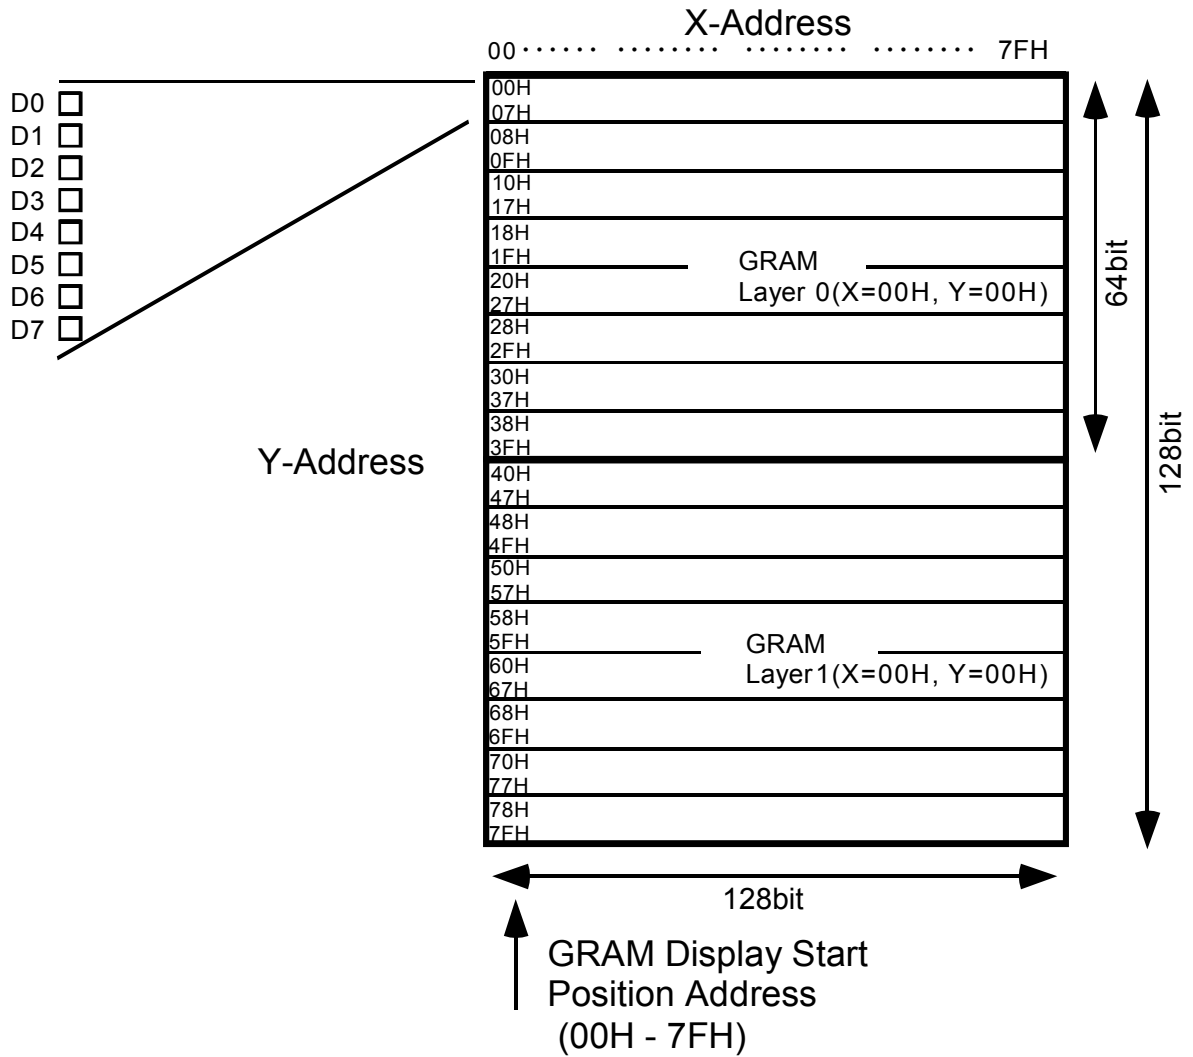 X-Address
00 ...... ........ ........ ........ 7FH
D0
D1
D2
D3
D4
D5
D6
D7
Y-Address
00H
07H
08H
0FH
10H
17H
18H
1FH
20H
27H
28H
2FH
30H
37H
38H
3FH
GRAM
Layer 0(X=00H, Y=00H)
40H
47H
48H
4FH
50H
57H
58H
5FH
60H
67H
68H
6FH
70H
77H
78H
7FH
GRAM
Layer1(X=00H, Y=00H)
64bit
128bit
128bit
GRAM Display Start
Position Address
(00H - 7FH)